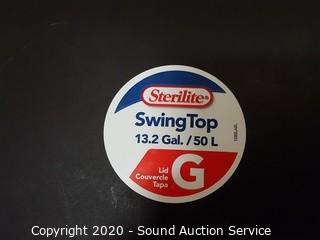 Sterilite®
SwingTop
13.2 Gal. / 50 L
Lid
Couvercle
Tapa
G
Copyright 2020 - Sound Auction Service